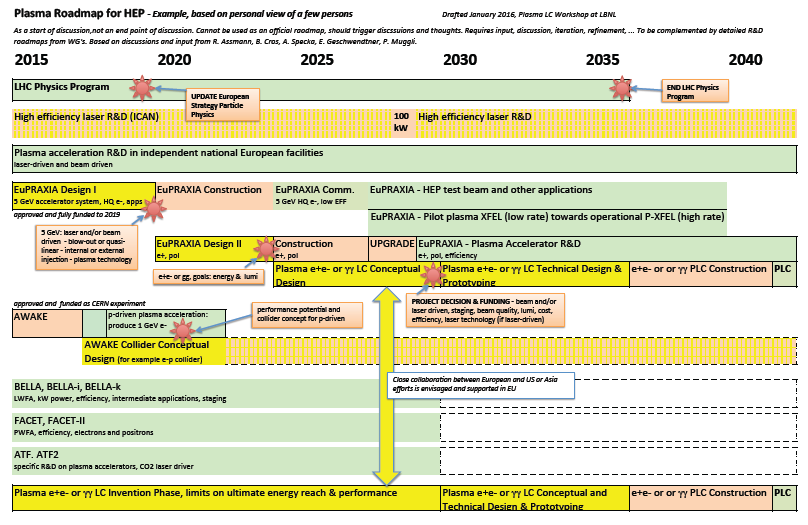 Plasma Roadmap for HEP - Example, based on personal view of a few persons
Drafted January 2016, Plasma LC Workshop at LBNL
As a start of discussion,not an end point of discussion. Cannot be used as an official roadmap, should trigger discssuions and thoughts. Requires input, discussion, iteration, refinement, ... To be complemented by detailed R&D
roadmaps from WG's. Based on discussions and input from R. Assmann, B. Cros, A. Specka, E. Geschwendtner, P. Muggli.
2015 2020 2025 2030 2035 2040
LHC Physics Program
UPDATE European
Strategy Particle
Physics
END LHC Physics
Program
High efficiency laser R&D (ICAN)
100
kW
High efficiency laser R&D
Plasma acceleration R&D in independent national European facilities
laser-driven and beam driven
EuPRAXIA Design I
5 GeV accelerator system, HQ e-, apps
EuPRAXIA Construction
EuPRAXIA Comm.
5 GeV HQ e-, low EFF
EuPRAXIA - HEP test beam and other applications
approved and fully funded to 2019
EuPRAXIA - Pilot plasma XFEL (low rate) towards operational P-XFEL (high rate)
5 GeV: laser and/or beam
driven - blow-out or quasi-
linear - internal or external
injection - plasma technology
EuPRAXIA Design II
e+, pol
Construction
e+, pol
UPGRADE
EuPRAXIA - Plasma Accelerator R&D
e+, pol, efficiency
e+e- or gg, goals: energy & lumi
Plasma e+e- or γγ LC Conceptual
Design
Plasma e+e- or γγ LC Technical Design &
Prototyping
e+e- or or γγ PLC Construction
PLC
PROJECT DECISION & FUNDING - beam and/or
laser driven, staging, beam quality, lumi, cost,
efficiency, laser technology (if laser-driven)
approved and funded as CERN experiment
AWAKE
p-driven plasma acceleration:
produce 1 GeV e-
performance potential and
collider concept for p-driven
AWAKE Collider Conceptual
Design (for example e-p collider)
Close collaboration between European and US or Asia
efforts is envisaged and supported in EU
BELLA, BELLA-i, BELLA-k
LWFA, kW power, efficiency, intermediate applications, staging
FACET, FACET-II
PWFA, efficiency, electrons and positrons
ATF. ATF2
specific R&D on plasma accelerators, CO2 laser driver
Plasma e+e- or γγ LC Invention Phase, limits on ultimate energy reach & performance
Plasma e+e- or γγ LC Conceptual and
Technical Design & Prototyping
e+e- or or γγ PLC Construction
PLC